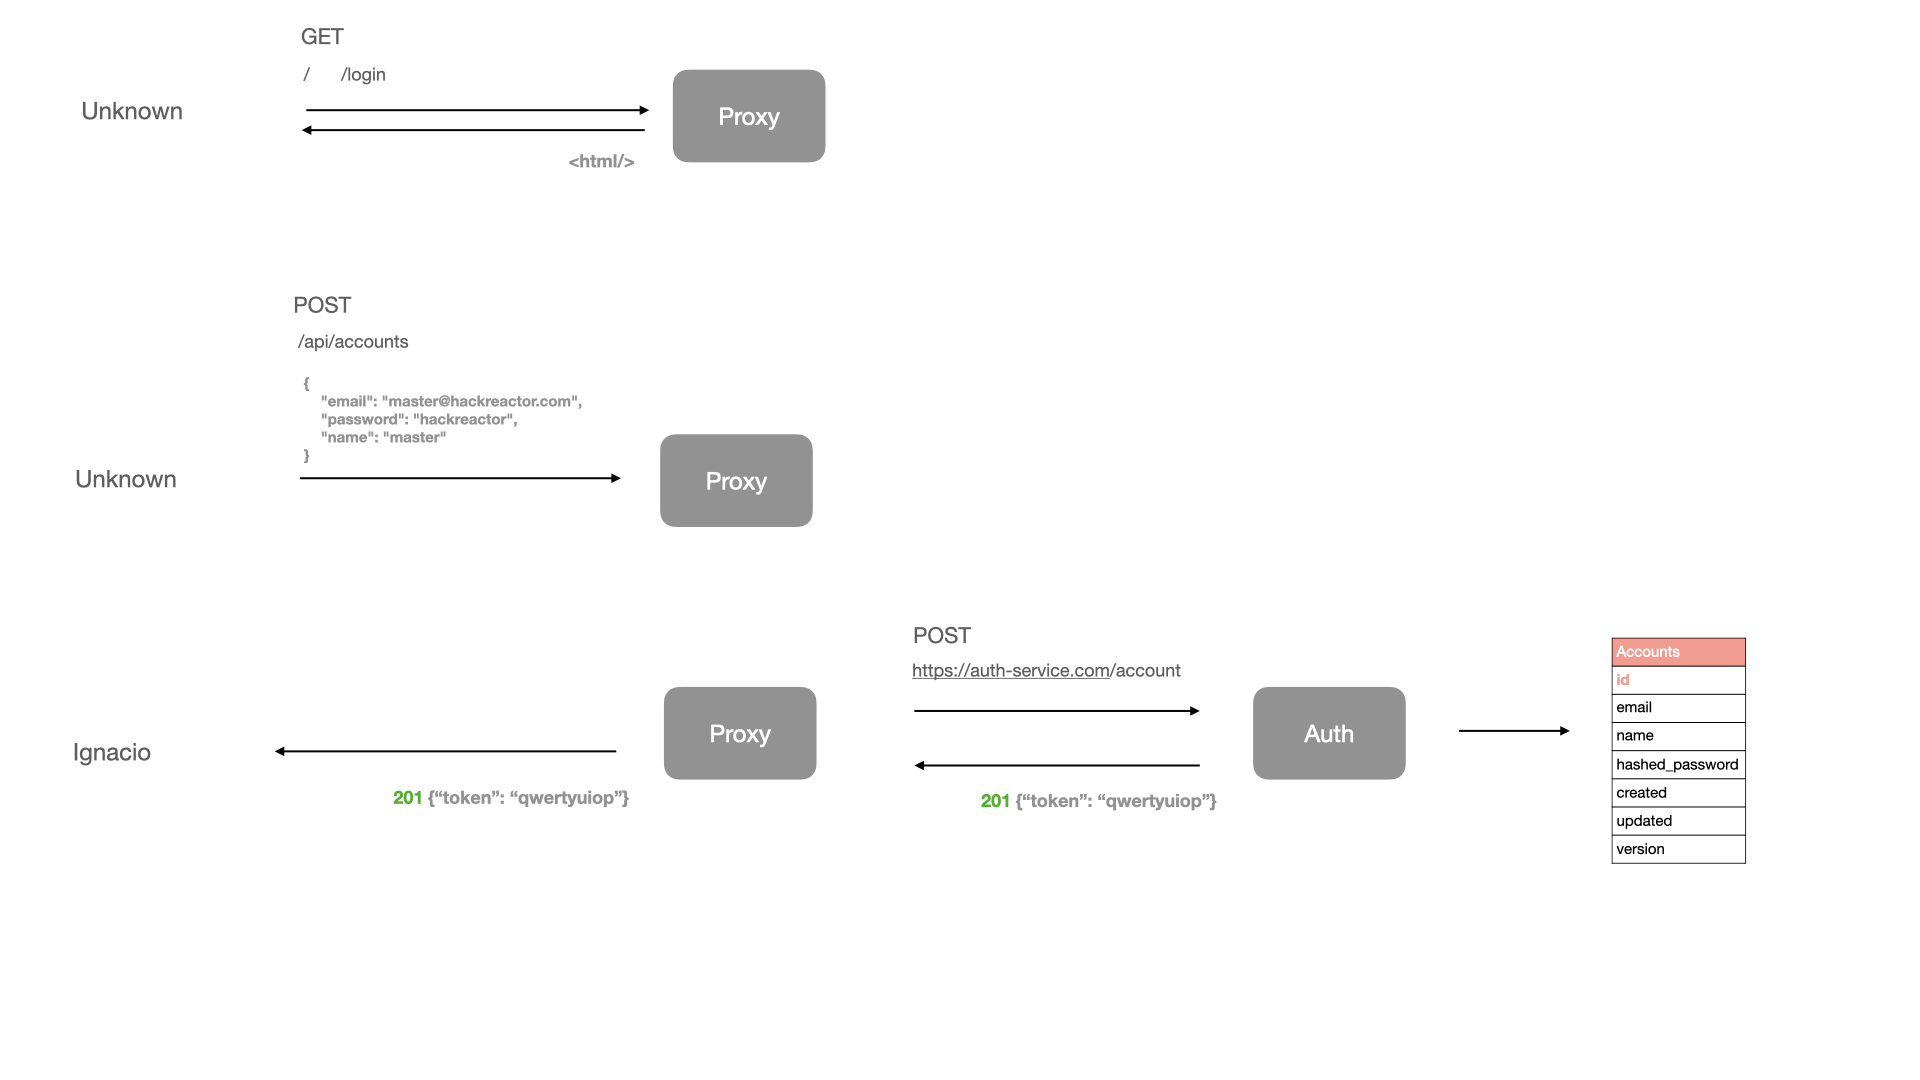 GET
/ /login
Unknown
Proxy
<html/>
POST
/api/accounts
{
"email": "master@hackreactor.com",
"password": "hackreactor",
"name": "master"
}
Unknown
Proxy
POST
https://auth-service.com/account
Ignacio
Proxy
Auth
201 {“token”: “qwertyuiop”}
201 {“token”: “qwertyuiop”}
Accounts
id
email
name
hashed_password
created
updated
version